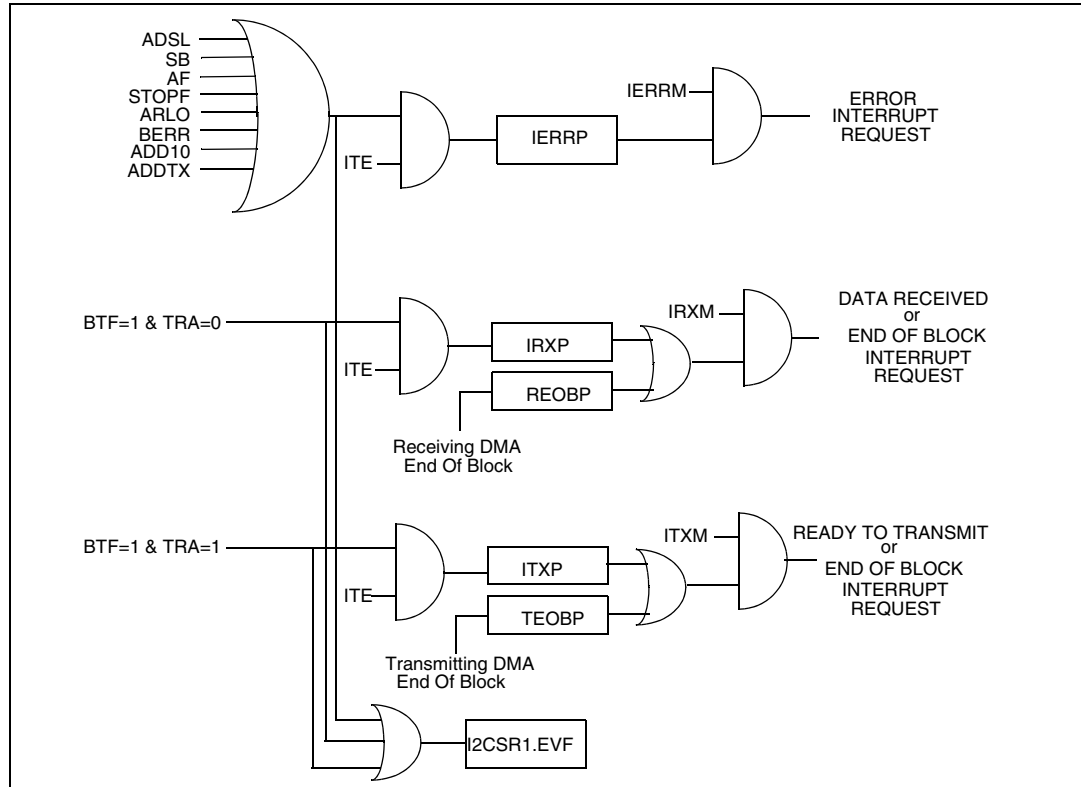 ADSL
SB
AF
STOPF
ARLO
BERR
ADD10
ADDTX
ITE
IERRP
IERRM
ERROR
INTERRUPT
REQUEST
BTF=1 & TRA=0
ITE
IRXP
REOBP
Receiving DMA
End Of Block
IRXM
DATA RECEIVED
or
END OF BLOCK
INTERRUPT
REQUEST
BTF=1 & TRA=1
ITE
ITXP
TEOBP
Transmitting DMA
End Of Block
ITXM
READY TO TRANSMIT
or
END OF BLOCK
INTERRUPT
REQUEST
I2CSR1.EVF